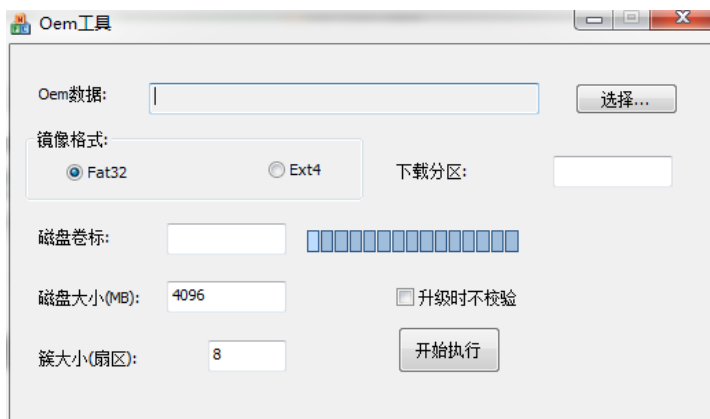 Oem工具
Oem数据:
选择...
镜像格式:
Fat32
Ext4
下载分区:
磁盘卷标:
磁盘大小(MB):
4096
升级时不校验
簇大小(扇区):
8
开始执行